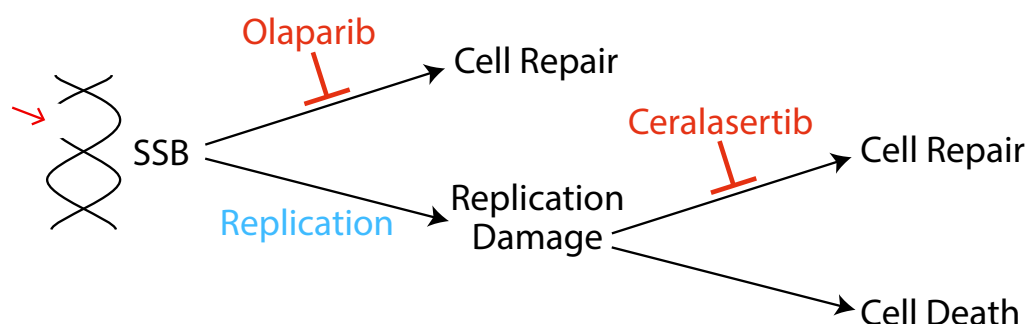 Olaparib
Cell Repair
Ceralasertib
SSB
Cell Repair
Replication
Replication
Damage
Cell Death